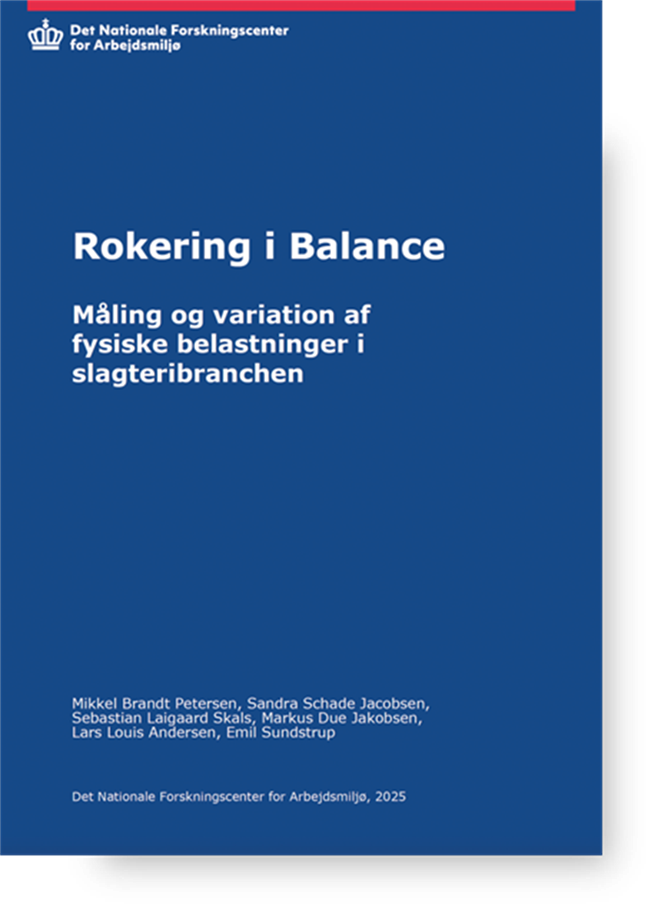 Det Nationale Forskningscenter
for Arbejdsmiljø
Rokering i Balance
Måling og variation af
fysiske belastninger i
slagteribranchen
Mikkel Brandt Petersen, Sandra Schade Jacobsen,
Sebastian Laigaard Skals, Markus Due Jakobsen,
Lars Louis Andersen, Emil Sundstrup
Det Nationale Forskningscenter for Arbejdsmiljø, 2025